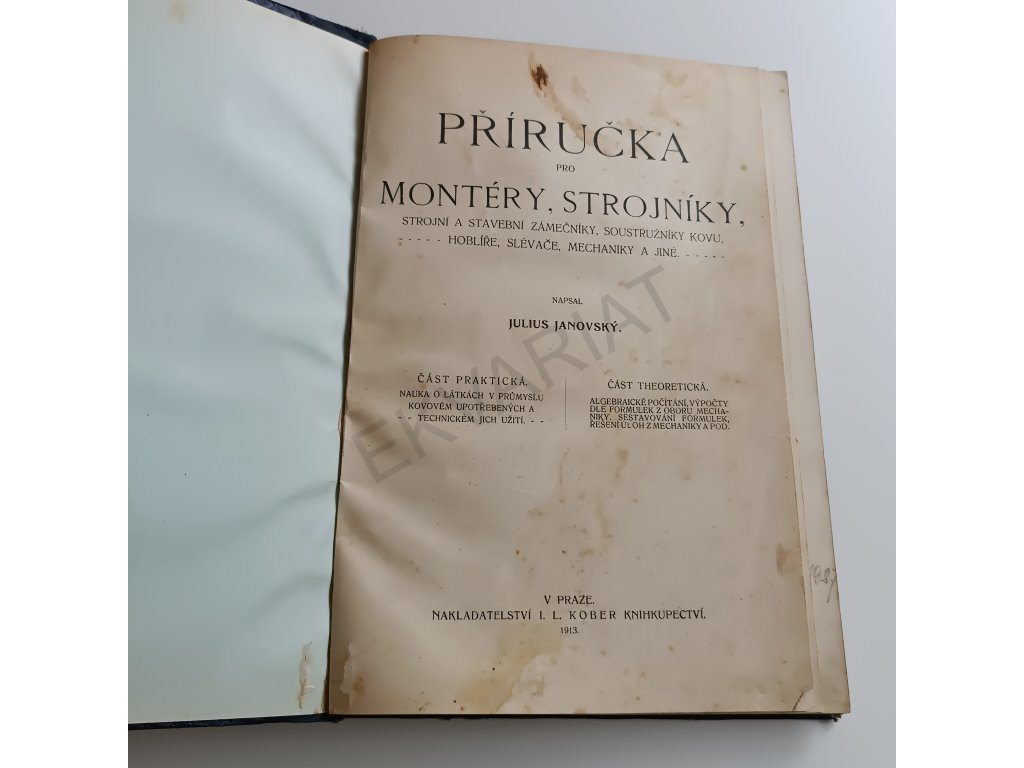 PŘÍRUČKA
PRO
MONTÉRY, STROJNÍKY,
STROJNÍ A STAVEBNÍ ZÁMEČNÍKY, SOUSTRUŽNÍKY KOVU,
- - - - - HOBLÍŘE, SLÉVAČE, MECHANIKY A JINÉ. - - - - -
NAPSAL
JULIUS JANOVSKÝ.
ČÁST PRAKTICKÁ.
NAUKA O LÁTKÁCH V PRŮMYSLU
KOVOVÉM UPOTŘEBENÝCH A
- - TECHNICKÉM JICH UŽITÍ. - -
ČÁST THEORETICKÁ.
ALGEBRAICKÉ POČÍTÁNÍ, VÝPOČTY
DLE FORMULEK Z OBORU MECHA-
NIKY, SESTAVOVÁNÍ FORMULEK,
ŘEŠENÍ ÚLOH Z MECHANIKY A POD.
V PRAZE.
NAKLADATELSTVÍ I. L. KOBER KNIHKUPECTVÍ.
1913.
1937
EKVARIAT